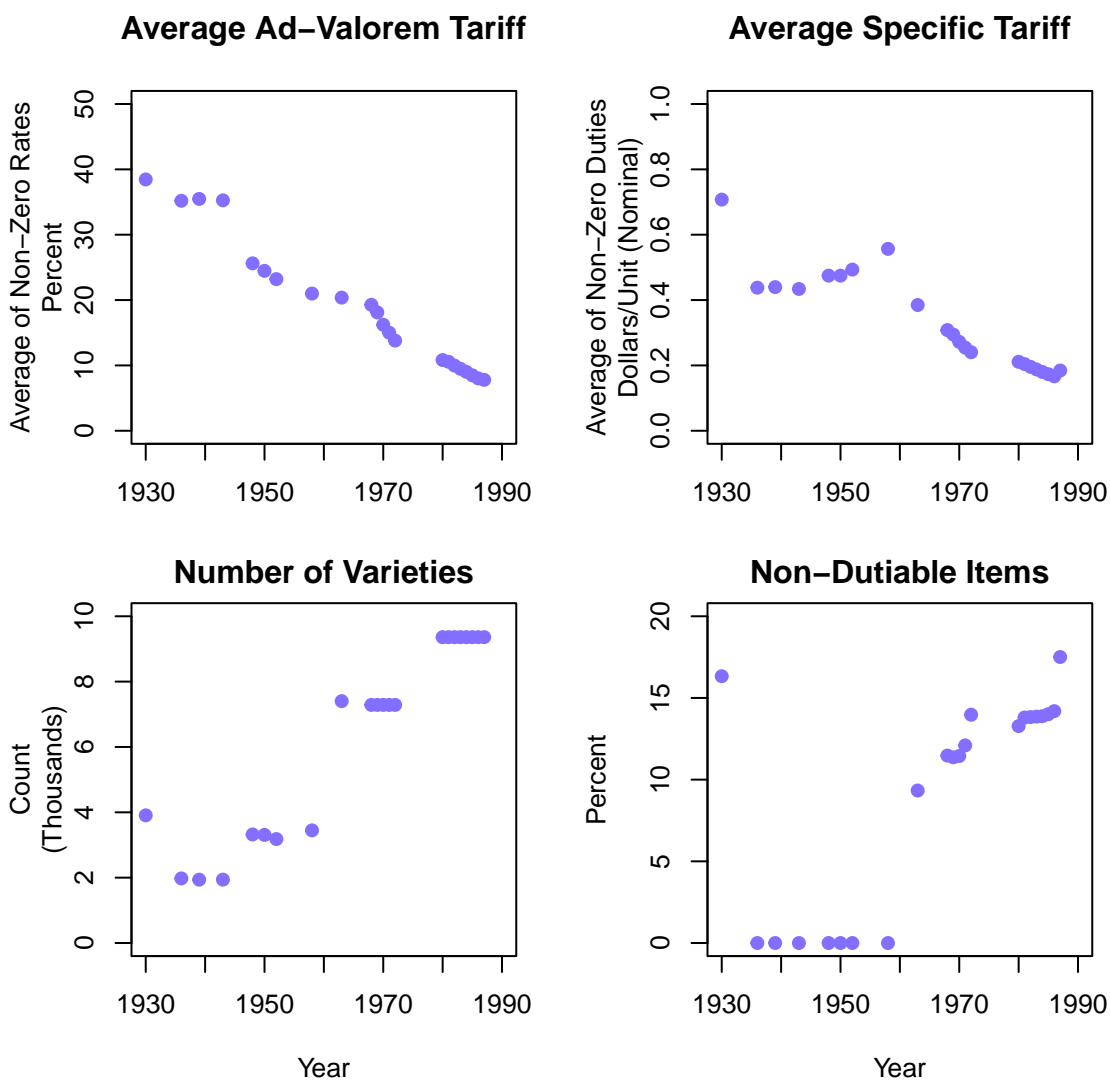 Average Ad−Valorem Tariff
Average of Non−Zero Rates
Percent
0 10 20 30 40 50
1930 1950 1970 1990
Average Specific Tariff
Average of Non−Zero Duties
Dollars/Unit (Nominal)
0.0 0.2 0.4 0.6 0.8 1.0
1930 1950 1970 1990
Number of Varieties
Count
(Thousands)
0 2 4 6 8 10
1930 1950 1970 1990
Year
Non−Dutiable Items
Percent
0 5 10 15 20
1930 1950 1970 1990
Year